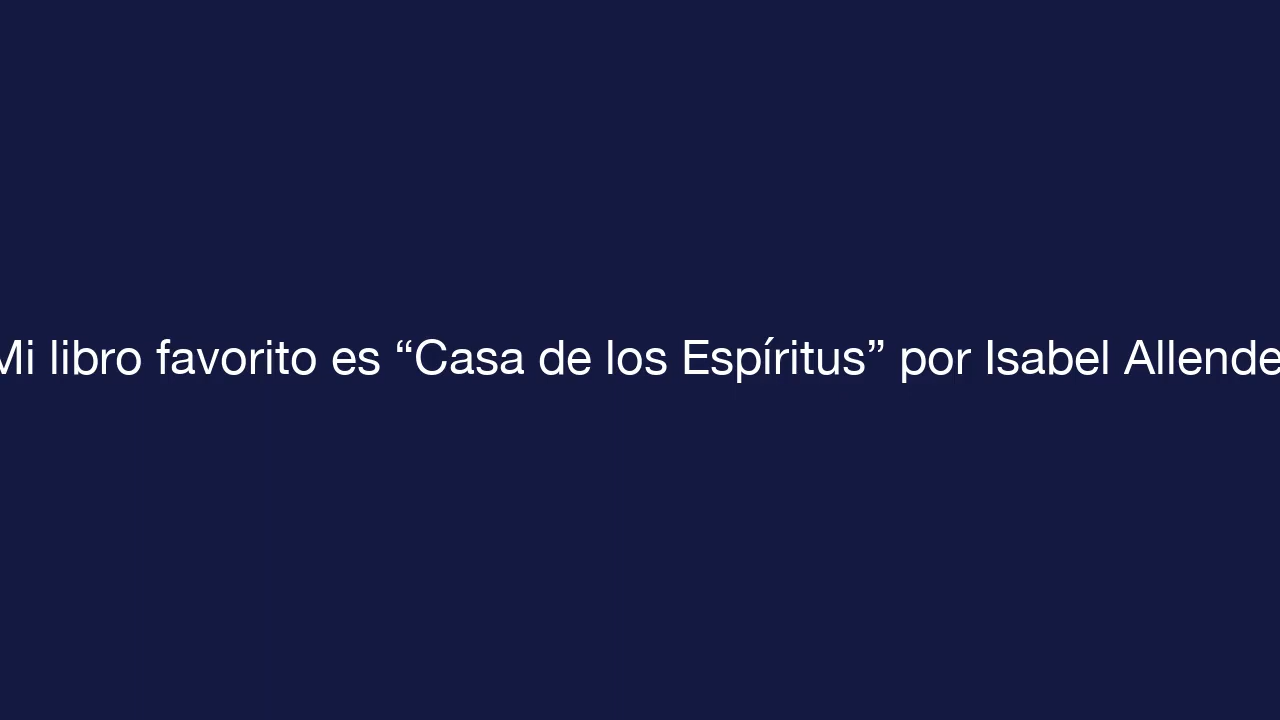 Mi libro favorito es “Casa de los Espíritus” por Isabel Allende